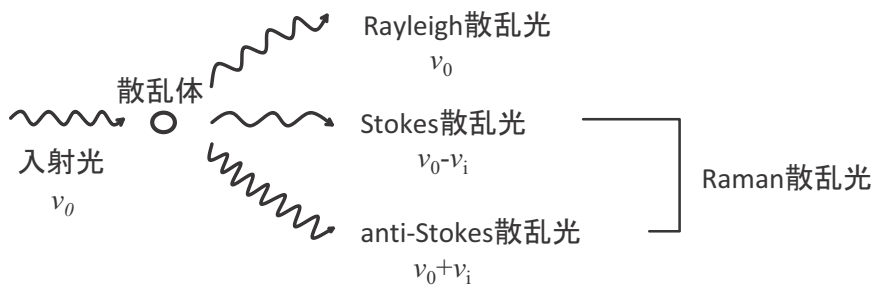 散乱体
入射光
ν0
Rayleigh散乱光
ν0
Stokes散乱光
ν0-νi
anti-Stokes散乱光
ν0+νi
Raman散乱光